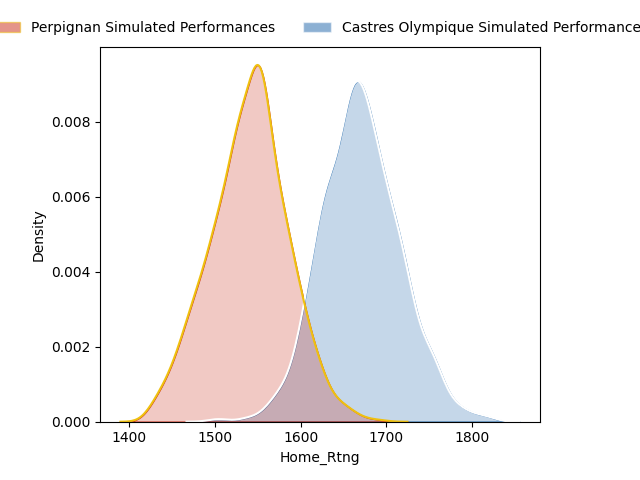 Perpignan Simulated Performances
Castres Olympique Simulated Performance
Density
0.008
0.006
0.004
0.002
0.000
1400 1500 1600 1700 1800
Home_Rtng